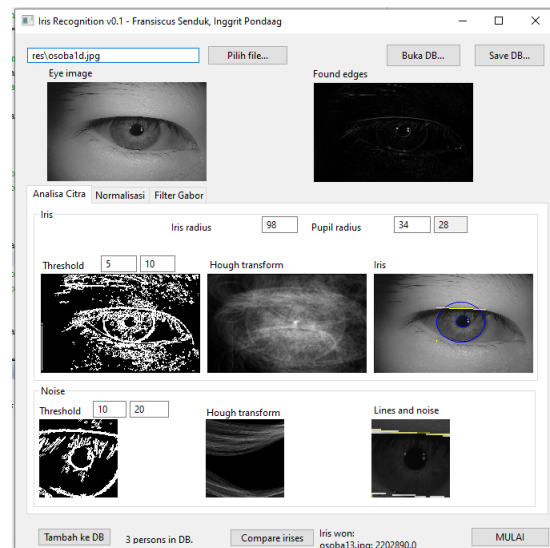 Iris Recognition v0.1 - Fransiscus Senduk, Inggrit Pondaag
res\osoba1d.jpg
Pilih file...
Buka DB...
Save DB...
Eye image
Found edges
Analisa Citra
Normalisasi
Filter Gabor
Iris
Iris radius
98
Pupil radius
34
28
Threshold
5
10
Hough transform
Iris
Noise
Threshold
10
20
Hough transform
Lines and noise
Tambah ke DB
3 persons in DB.
Compare irises
Iris won:
osoba13.jpg: 2202890.0
MULAI